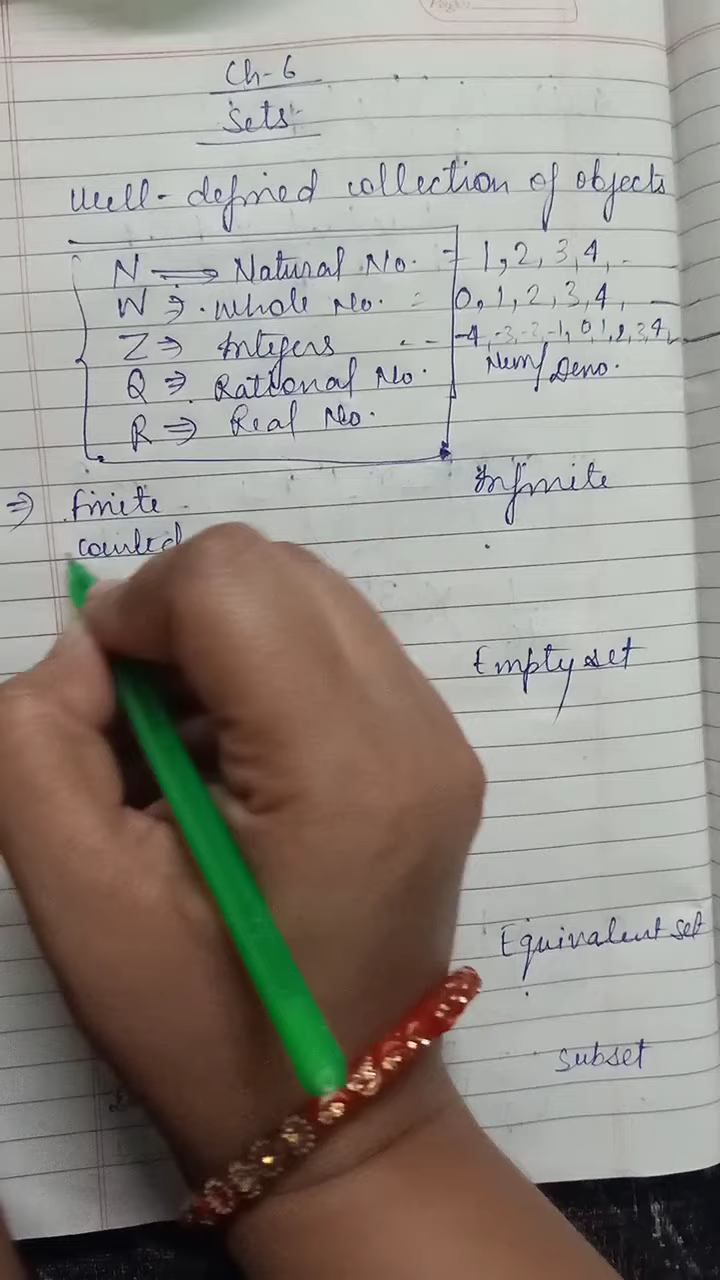 Ch-6
Sets
Well-defined collection of objects
N ⟹ Natural No. = 1, 2, 3, 4, -
W ⇒ Whole No. = 0, 1, 2, 3, 4, —
Z ⇒ Integers -- -4, -3, -2, -1, 0, 1, 2, 3, 4,
Q ⇒ Rational No. Num/Deno.
R ⇒ Real No.
⇒ finite Infinite
counted
Empty set
Equivalent set
subset